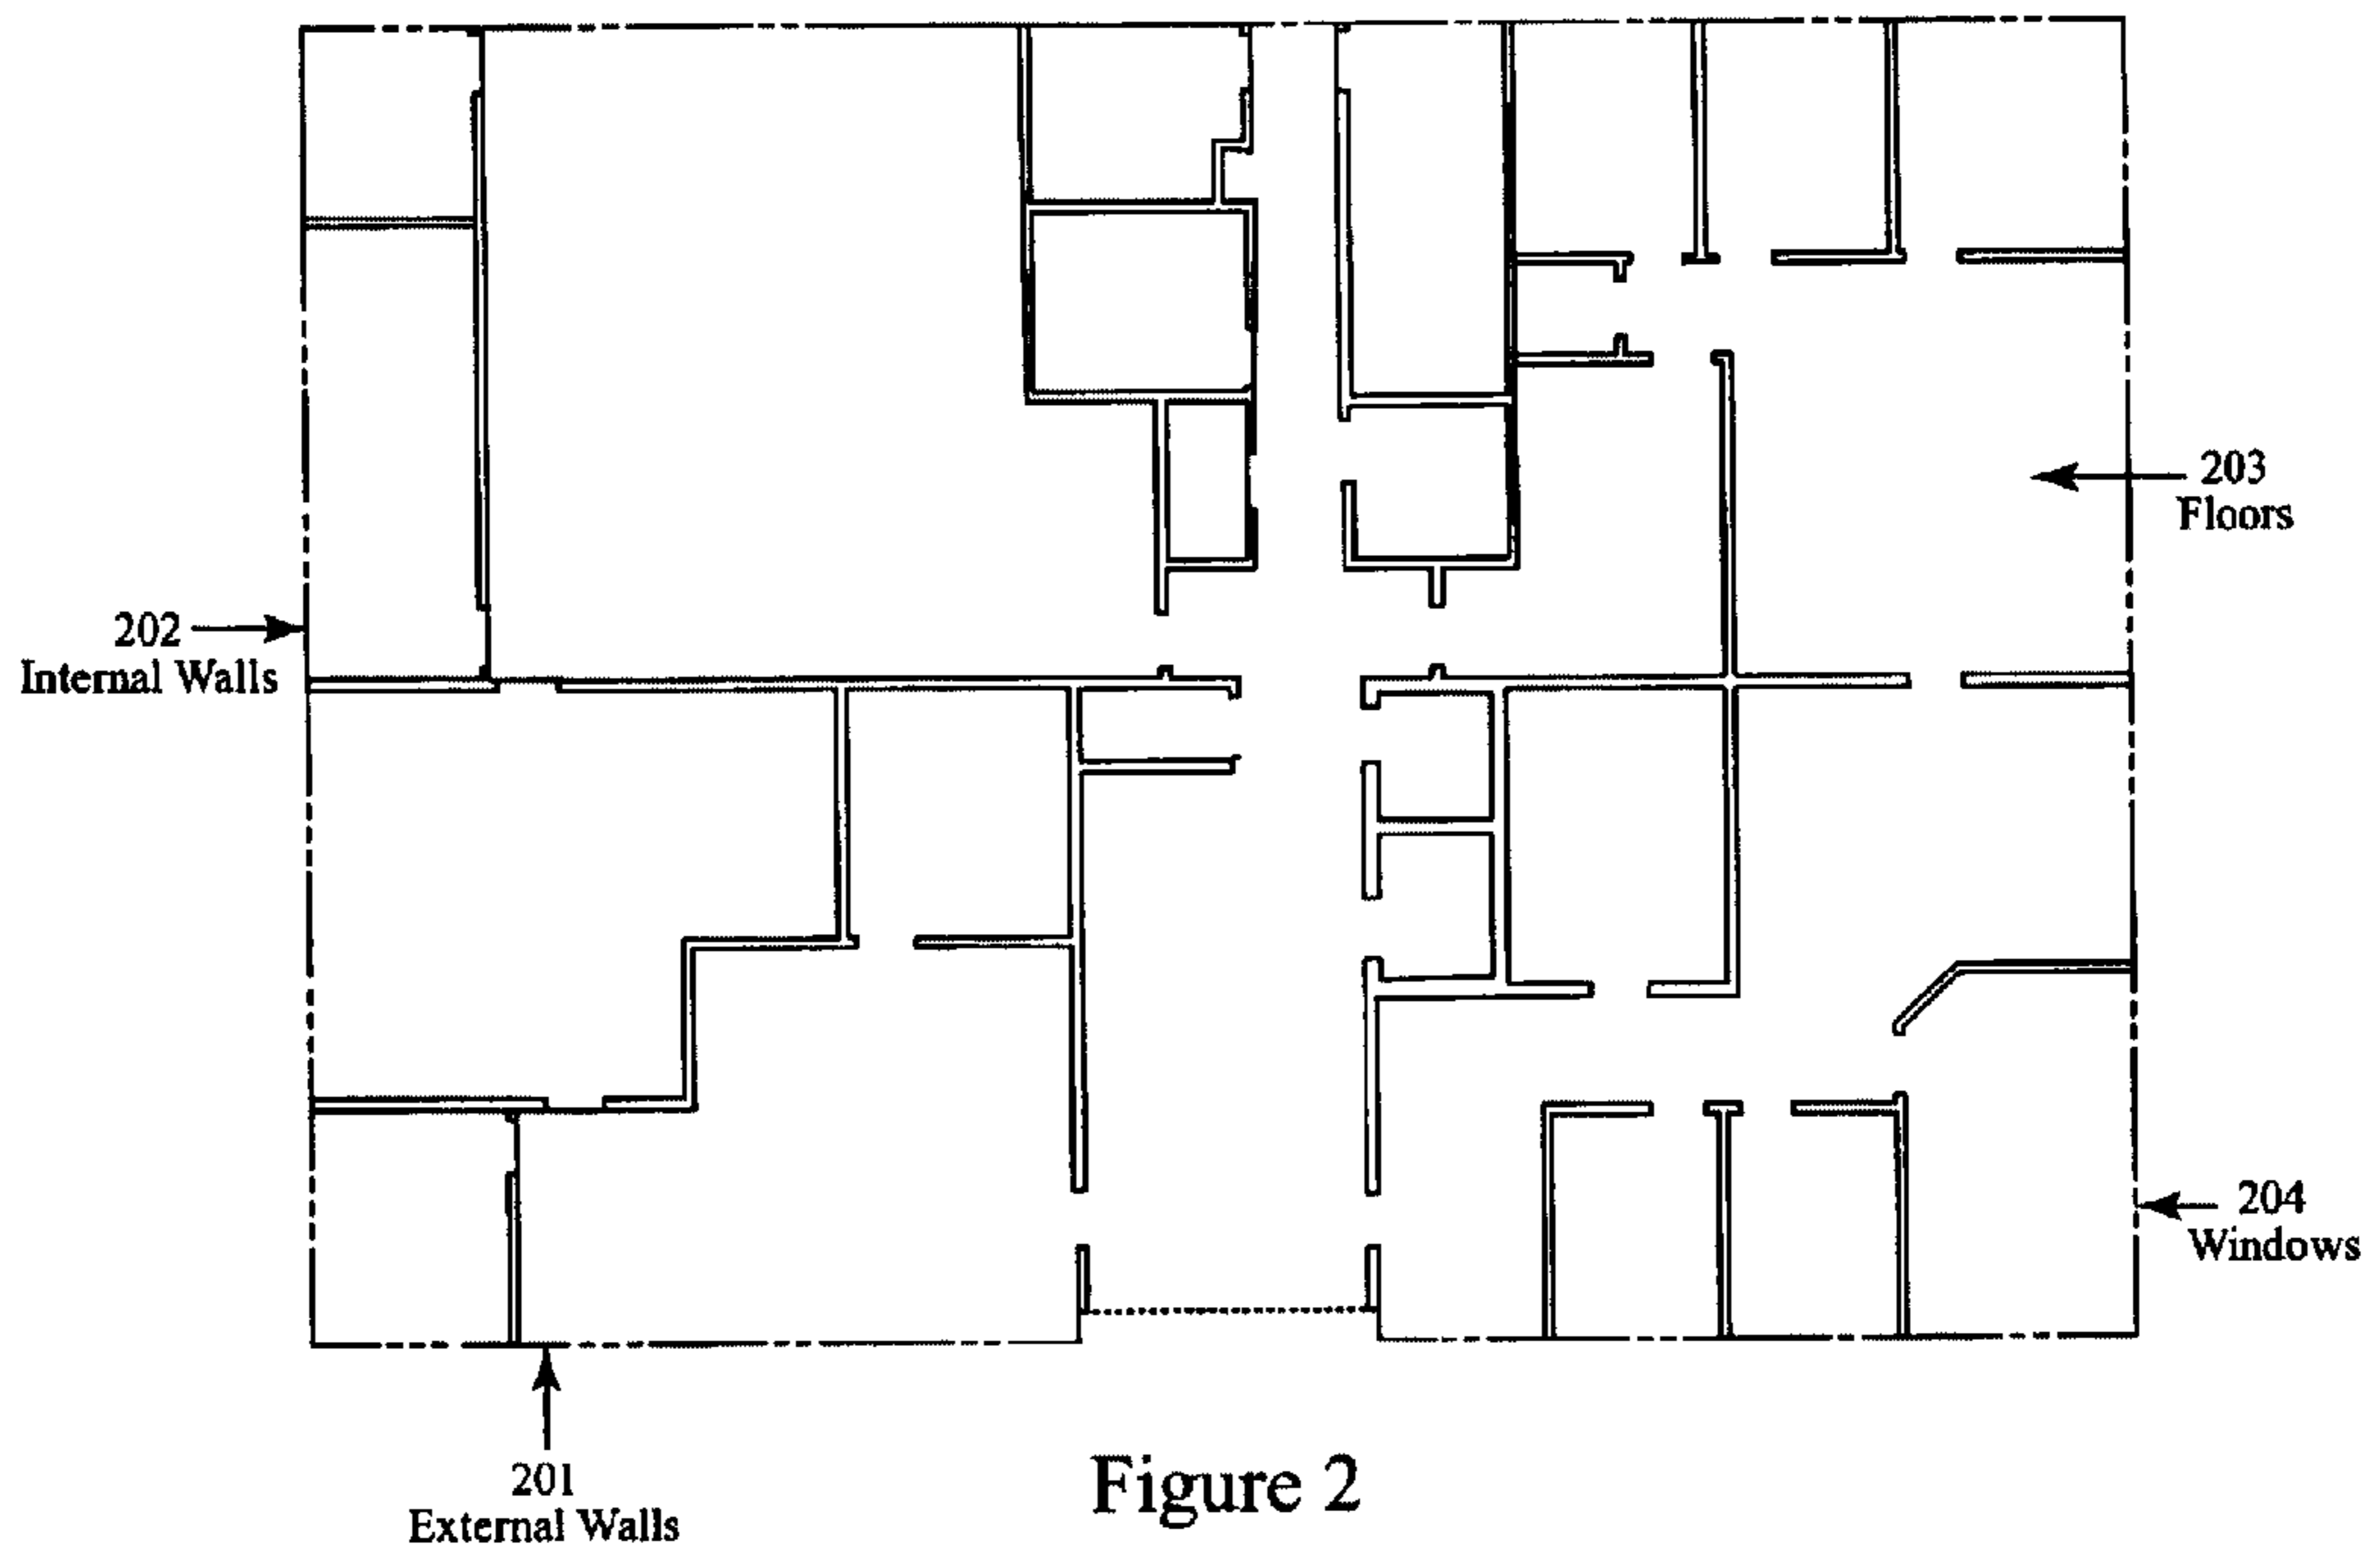 203
Floors
202
Internal Walls
204
Windows
201
External Walls
Figure 2